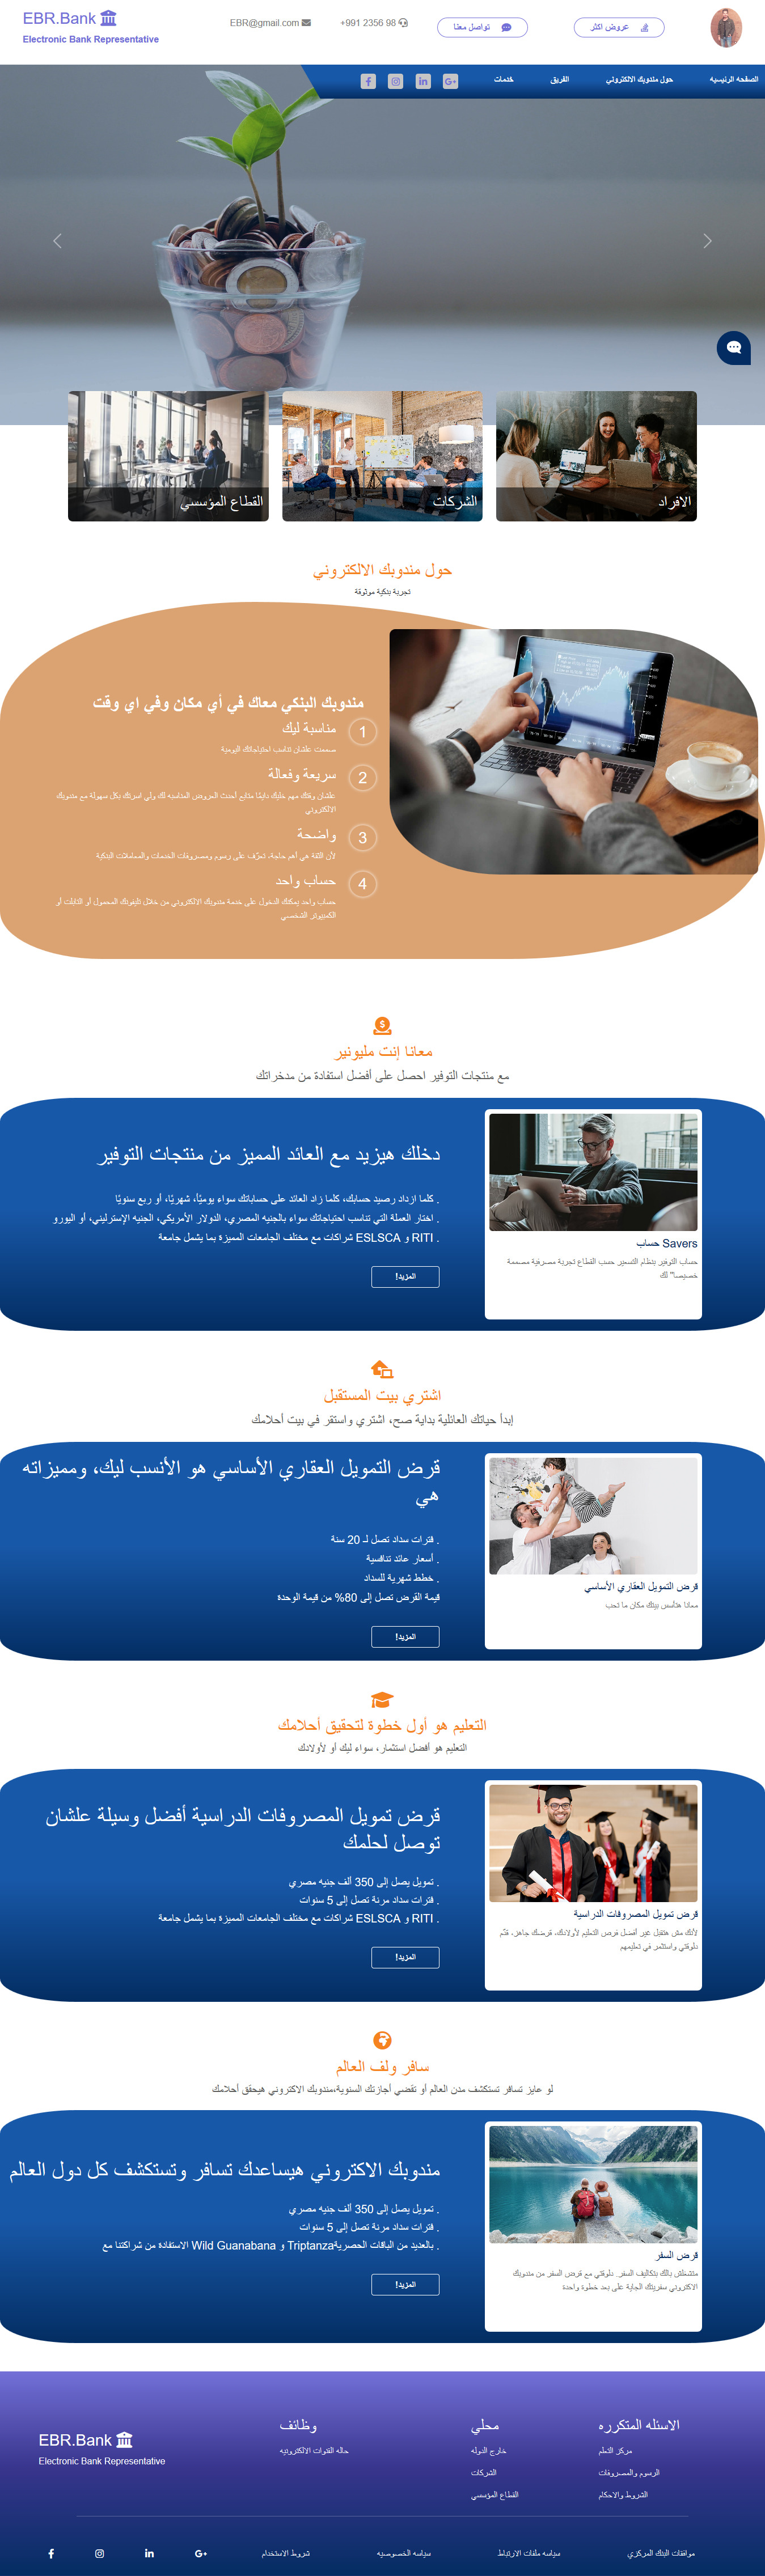 EBR.Bank
Electronic Bank Representative
EBR@gmail.com
+991 2356 98
تواصل معنا
عروض اكثر
الصفحه الرئيسيه
حول مندوبك الالكتروني
الفريق
خدمات
الافراد
الشركات
القطاع المؤسسي
حول مندوبك الالكتروني
تجربة بنكية موثوقة
مندوبك البنكي معاك في أي مكان وفي اي وقت
1
مناسبة ليك
صممت علشان تناسب احتياجاتك اليومية
2
سريعة وفعالة
علشان وقتك مهم خليك دايمًا متابع أحدث العروض المناسبه لك ولى اسرتك بكل سهولة مع مندوبك
الالكتروني
3
واضحة
لأن الثقة هي أهم حاجة، تعرّف على رسوم ومصروفات الخدمات والمعاملات البنكية
4
حساب واحد
حساب واحد يمكنك الدخول على خدمة مندوبك الالكتروني من خلال تليفونك المحمول أو التابلت أو
الكمبيوتر الشخصي
معانا إنت مليونير
مع منتجات التوفير احصل على أفضل استفادة من مدخراتك
دخلك هيزيد مع العائد المميز من منتجات التوفير
. كلما ازداد رصيد حسابك، كلما زاد العائد على حساباتك سواء يوميًا، شهريًا، أو ربع سنويًا
. اختار العملة التي تناسب احتياجاتك سواء بالجنيه المصري، الدولار الأمريكي، الجنيه الإسترليني، أو اليورو
. RITI و ESLSCA شراكات مع مختلف الجامعات المميزة بما يشمل جامعة
المزيد!
Savers حساب
حساب التوفير بنظام التسعير حسب القطاع تجربة مصرفية مصممة
خصيصا" لك
اشتري بيت المستقبل
إبدأ حياتك العائلية بداية صح، اشتري واستقر في بيت أحلامك
قرض التمويل العقاري الأساسي هو الأنسب ليك، ومميزاته
هي
. فترات سداد تصل لـ 20 سنة
. أسعار عائد تنافسية
. خطط شهرية للسداد
قيمة القرض تصل إلى 80% من قيمة الوحدة
المزيد!
قرض التمويل العقاري الأساسي
معانا هتأسس بيتك مكان ما تحب
التعليم هو أول خطوة لتحقيق أحلامك
التعليم هو أفضل استثمار، سواء ليك أو لأولادك
قرض تمويل المصروفات الدراسية أفضل وسيلة علشان
توصل لحلمك
. تمويل يصل إلى 350 ألف جنيه مصري
. فترات سداد مرنة تصل إلى 5 سنوات
. RITI و ESLSCA شراكات مع مختلف الجامعات المميزة بما يشمل جامعة
المزيد!
قرض تمويل المصروفات الدراسية
لأنك مش هتقبل غير أفضل فرص التعليم لأولادك، قرضك جاهز، قدّم
دلوقتي واستثمر في تعليمهم
سافر ولف العالم
لو عايز تسافر تستكشف مدن العالم أو تقضي أجازتك السنوية،مندوبك الاكتروني هيحقق أحلامك
مندوبك الاكتروني هيساعدك تسافر وتستكشف كل دول العالم
. تمويل يصل إلى 350 ألف جنيه مصري
. فترات سداد مرنة تصل إلى 5 سنوات
. بالعديد من الباقات الحصريةTriptanza و Wild Guanabana الاستفادة من شراكتنا مع
المزيد!
قرض السفر
متشغلش بالك بتكاليف السفر. دلوقتي مع قرض السفر من مندوبك
الاكتروني سفريتك الجاية على بعد خطوة واحدة
الاسئله المتكرره
مركز التعلم
الرسوم والمصروفات
الشروط والاحكام
محلي
خارج الدوله
الشركات
القطاع المؤسسي
وظائف
حاله القنوات الالكترونيه
EBR.Bank
Electronic Bank Representative
موافقات البنك المركزي
سياسه ملفات الارتباط
سياسه الخصوصيه
شروط الاستخدام